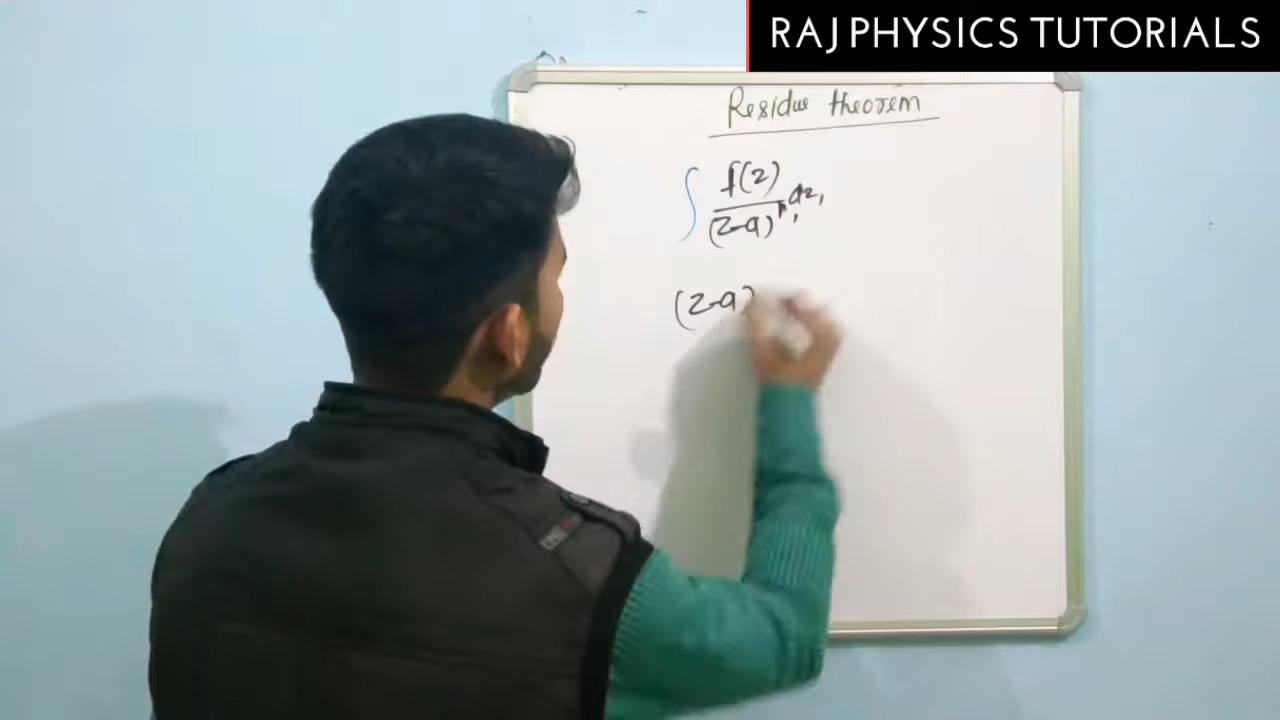 RAJ PHYSICS TUTORIALS
Residue theorem
∫ f(z)/(z-a)^n dz,
(z-a)